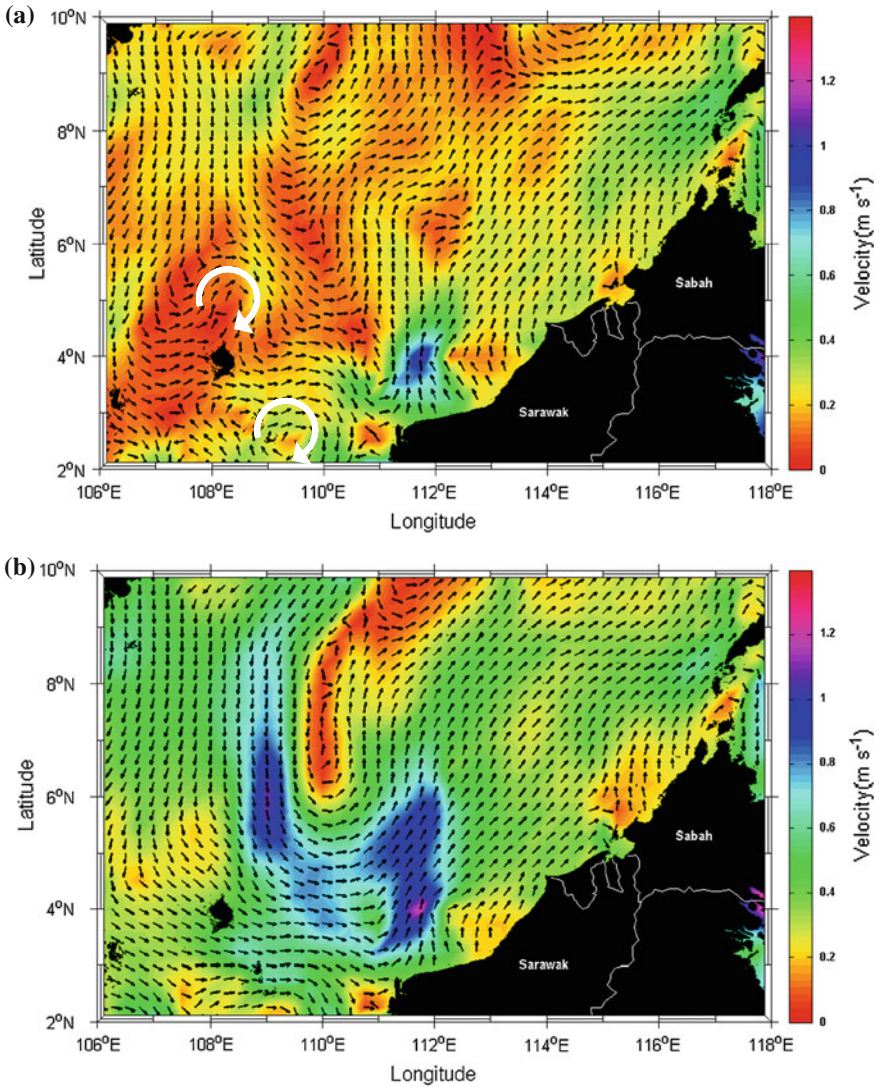 (a)
10°N
8°N
6°N
4°N
2°N
Latitude
106°E 108°E 110°E 112°E 114°E 116°E 118°E
Longitude
Sabah
Sarawak
1.2
1
0.8
0.6
0.4
0.2
0
Velocity(m s⁻¹)
(b)
10°N
8°N
6°N
4°N
2°N
Latitude
106°E 108°E 110°E 112°E 114°E 116°E 118°E
Longitude
Sabah
Sarawak
1.2
1
0.8
0.6
0.4
0.2
0
Velocity(m s⁻¹)